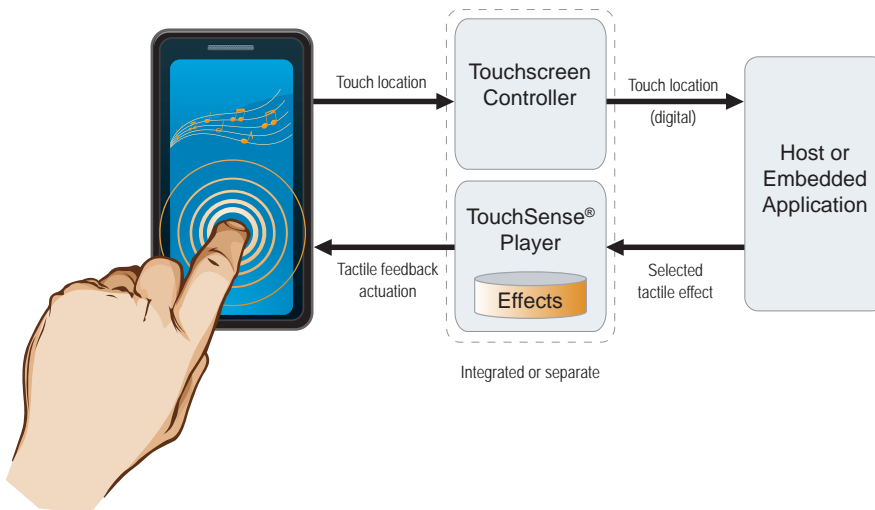 Touch location
Touchscreen
Controller
Touch location
(digital)
Host or
Embedded
Application
TouchSense®
Player
Effects
Tactile feedback
actuation
Selected
tactile effect
Integrated or separate